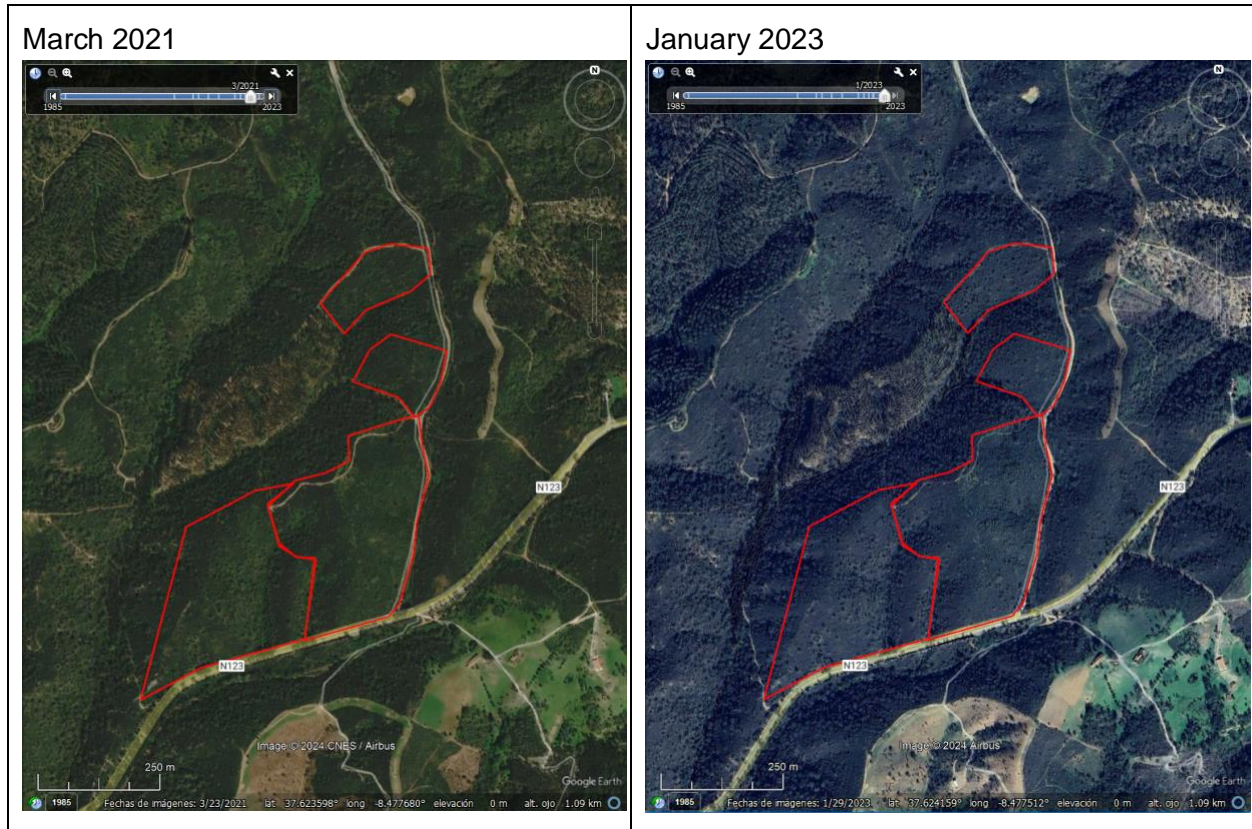 March 2021
3/2021
1985
2023
N
N123
N123
Image © 2024 CNES / Airbus
250 m
Google Earth
1985
Fechas de imágenes: 3/23/2021 lat 37.623598° long -8.477680° elevación 0 m alt. ojo 1.09 km
January 2023
1/2023
1985
2023
N
N123
N123
Image © 2024 Airbus
250 m
Google Earth
1985
Fechas de imágenes: 1/29/2023 lat 37.624159° long -8.477512° elevación 0 m alt. ojo 1.09 km